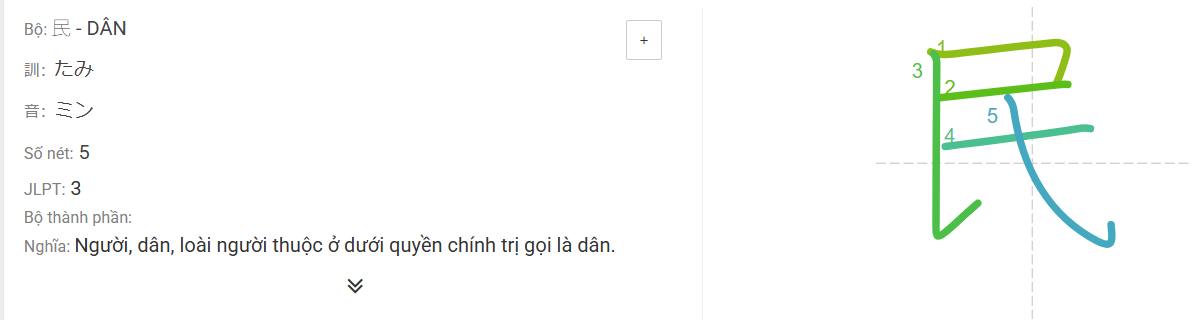 Bộ: 民 - DÂN
+
訓: たみ
音: ミン
Số nét: 5
JLPT: 3
Bộ thành phần:
Nghĩa: Người, dân, loài người thuộc ở dưới quyền chính trị gọi là dân.
民
1
3
2
5
4